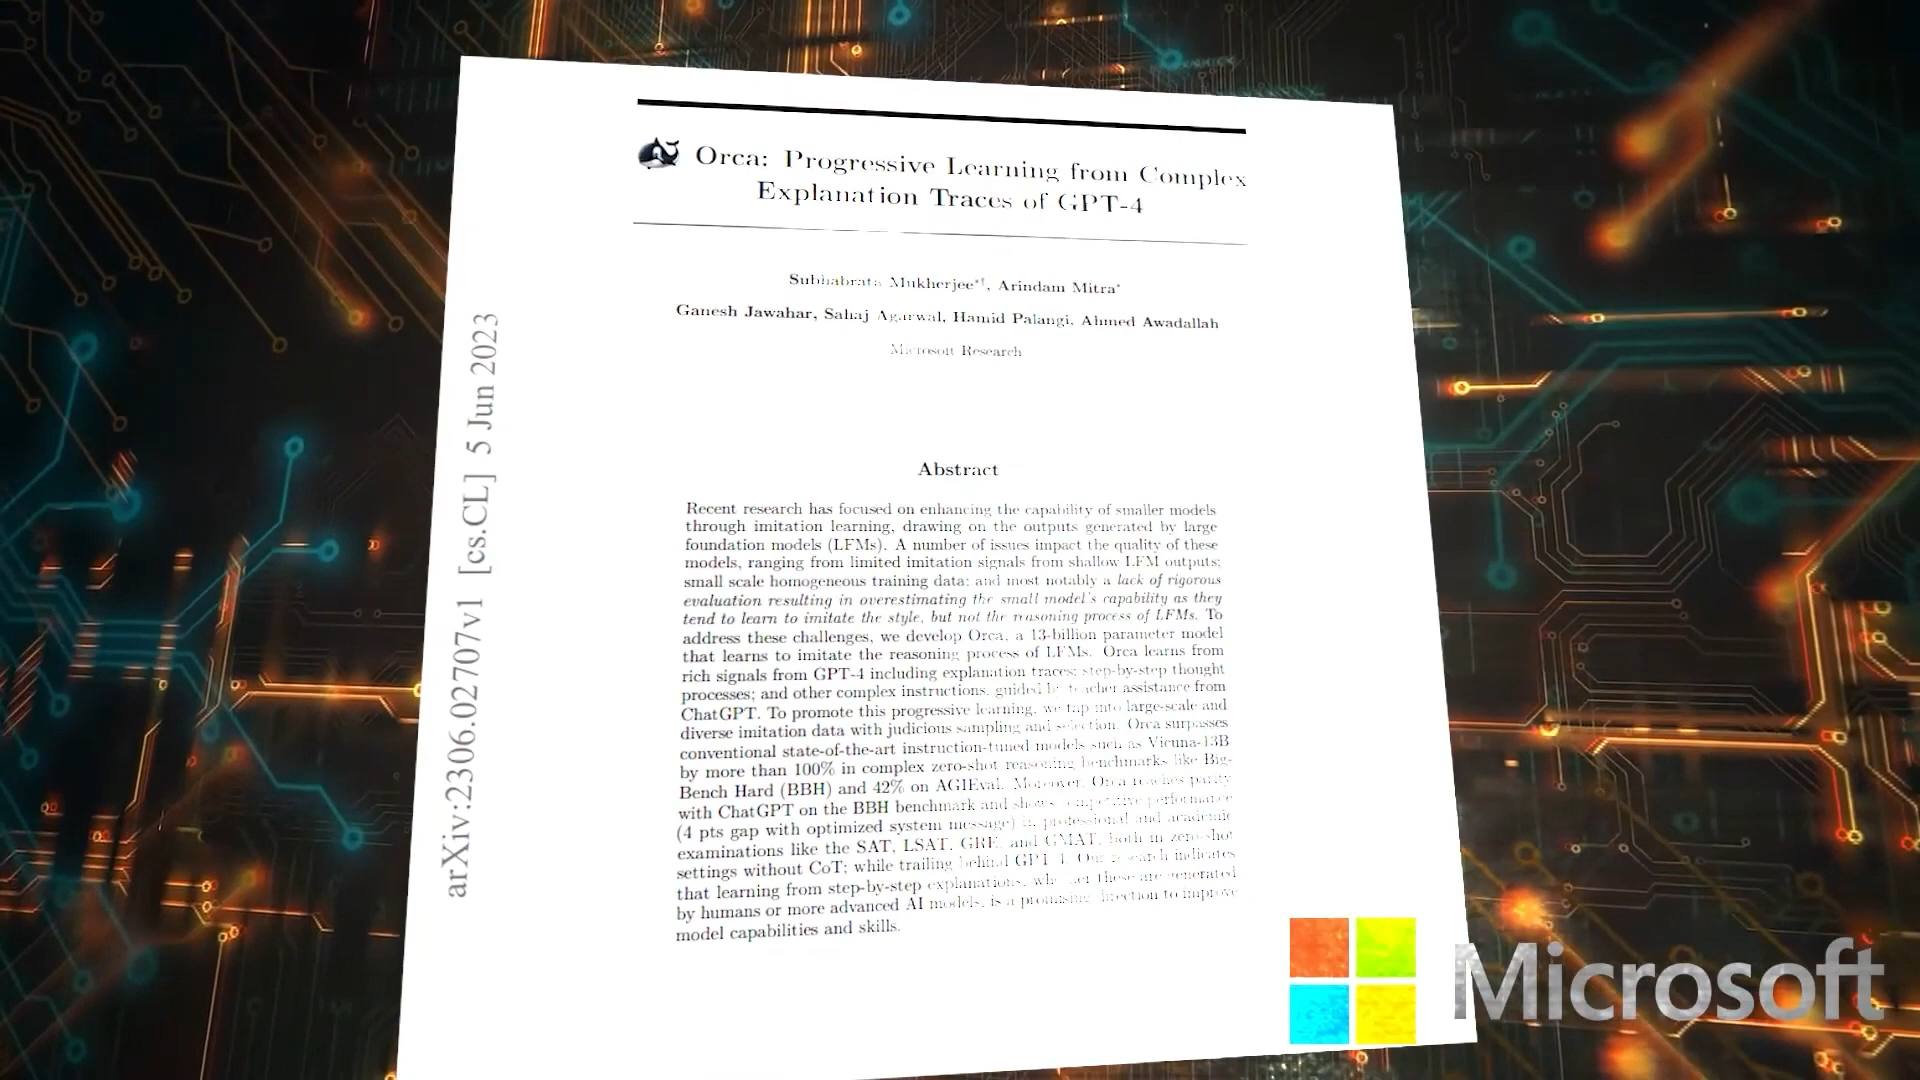 Orca: Progressive Learning from Complex
Explanation Traces of GPT-4
Subhabrata Mukherjee*†, Arindam Mitra*
Ganesh Jawahar, Sahaj Agarwal, Hamid Palangi, Ahmed Awadallah
Microsoft Research
arXiv:2306.02707v1 [cs.CL] 5 Jun 2023
Abstract
Recent research has focused on enhancing the capability of smaller models
through imitation learning, drawing on the outputs generated by large
foundation models (LFMs). A number of issues impact the quality of these
models, ranging from limited imitation signals from shallow LFM outputs;
small scale homogeneous training data; and most notably a lack of rigorous
evaluation resulting in overestimating the small model's capability as they
tend to learn to imitate the style, but not the reasoning process of LFMs. To
address these challenges, we develop Orca, a 13-billion parameter model
that learns to imitate the reasoning process of LFMs. Orca learns from
rich signals from GPT-4 including explanation traces; step-by-step thought
processes; and other complex instructions, guided by teacher assistance from
ChatGPT. To promote this progressive learning, we tap into large-scale and
diverse imitation data with judicious sampling and selection. Orca surpasses
conventional state-of-the-art instruction-tuned models such as Vicuna-13B
by more than 100% in complex zero-shot reasoning benchmarks like Big-
Bench Hard (BBH) and 42% on AGIEval. Moreover, Orca reaches parity
with ChatGPT on the BBH benchmark and shows competitive performance
(4 pts gap with optimized system message) in professional and academic
examinations like the SAT, LSAT, GRE, and GMAT, both in zero-shot
settings without CoT; while trailing behind GPT-4. Our research indicates
that learning from step-by-step explanations, whether these are generated
by humans or more advanced AI models, is a promising direction to improve
model capabilities and skills.
Microsoft